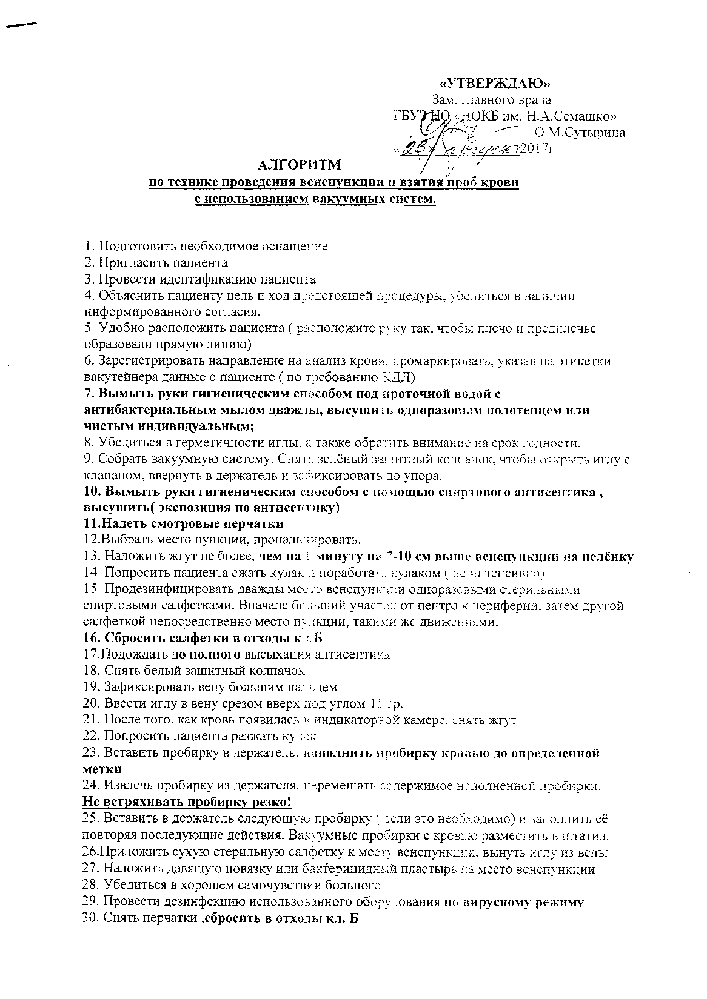 «УТВЕРЖДАЮ»
Зам. главного врача
ГБУЗ НО «НОКБ им. Н.А.Семашко»
О.М.Сутырина
«28» августа 2017г
АЛГОРИТМ
по технике проведения венепункции и взятия проб крови
с использованием вакуумных систем.
1. Подготовить необходимое оснащение
2. Пригласить пациента
3. Провести идентификацию пациента
4. Объяснить пациенту цель и ход предстоящей процедуры, убедиться в наличии
информированного согласия.
5. Удобно расположить пациента ( расположите руку так, чтобы плечо и предплечье
образовали прямую линию)
6. Зарегистрировать направление на анализ крови, промаркировать, указав на этикетки
вакутейнера данные о пациенте ( по требованию КДЛ)
7. Вымыть руки гигиеническим способом под проточной водой с
антибактериальным мылом дважды, высушить одноразовым полотенцем или
чистым индивидуальным;
8. Убедиться в герметичности иглы, а также обратить внимание на срок годности.
9. Собрать вакуумную систему. Снять зелёный защитный колпачок, чтобы открыть иглу с
клапаном, ввернуть в держатель и зафиксировать до упора.
10. Вымыть руки гигиеническим способом с помощью спиртового антисептика ,
высушить( экспозиция по антисептику)
11.Надеть смотровые перчатки
12.Выбрать место пункции, пропальпировать.
13. Наложить жгут не более, чем на 1 минуту на 7-10 см выше венепункции на пелёнку
14. Попросить пациента сжать кулак и поработать кулаком ( не интенсивно)
15. Продезинфицировать дважды место венепункции одноразовыми стерильными
спиртовыми салфетками. Вначале больший участок от центра к периферии, затем другой
салфеткой непосредственно место пункции, такими же движениями.
16. Сбросить салфетки в отходы кл.Б
17.Подождать до полного высыхания антисептика
18. Снять белый защитный колпачок
19. Зафиксировать вену большим пальцем
20. Ввести иглу в вену срезом вверх под углом 15 гр.
21. После того, как кровь появилась в индикаторной камере, снять жгут
22. Попросить пациента разжать кулак
23. Вставить пробирку в держатель, наполнить пробирку кровью до определенной
метки
24. Извлечь пробирку из держателя, перемешать содержимое наполненной пробирки.
Не встряхивать пробирку резко!
25. Вставить в держатель следующую пробирку ( если это необходимо) и заполнить её
повторяя последующие действия. Вакуумные пробирки с кровью разместить в штатив.
26.Приложить сухую стерильную салфетку к месту венепункции, вынуть иглу из вены
27. Наложить давящую повязку или бактерицидный пластырь на место венепункции
28. Убедиться в хорошем самочувствии больного
29. Провести дезинфекцию использованного оборудования по вирусному режиму
30. Снять перчатки ,сбросить в отходы кл. Б